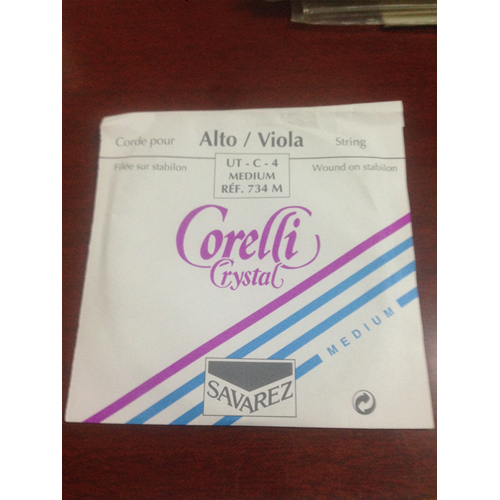 Corde pour Alto / Viola String
Filée sur stabilon UT - C - 4 Wound on stabilon
MEDIUM
RÉF. 734 M
Corelli
Crystal
MEDIUM
SAVAREZ